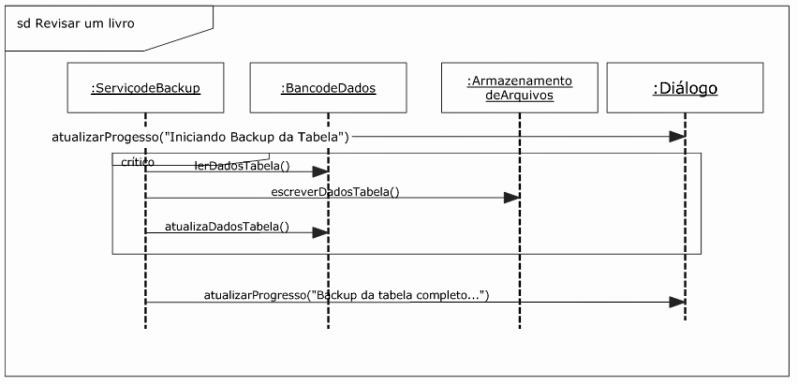 sd Revisar um livro
:ServiçodeBackup
:BancodeDados
:Armazenamento
deArquivos
:Diálogo
atualizarProgesso("Iniciando Backup da Tabela")
crítico
lerDadosTabela()
escreverDadosTabela()
atualizaDadosTabela()
atualizarProgresso("Backup da tabela completo...")